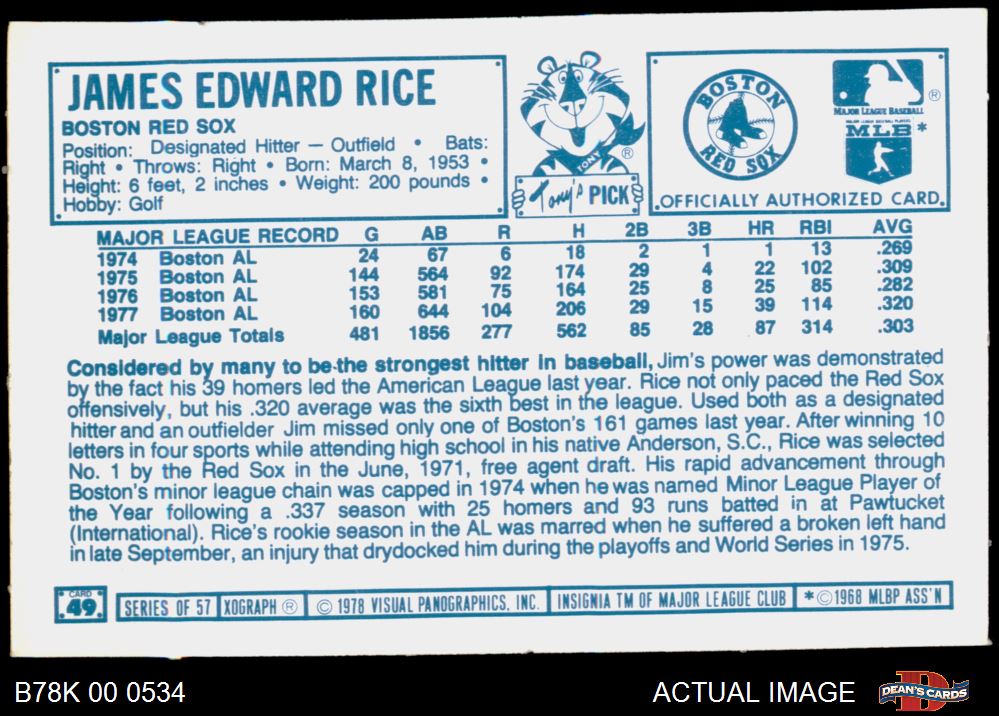 JAMES EDWARD RICE
BOSTON RED SOX
Position: Designated Hitter — Outfield • Bats:
Right • Throws: Right • Born: March 8, 1953 •
Height: 6 feet, 2 inches • Weight: 200 pounds •
Hobby: Golf
TONY
®
Tony's PICK
BOSTON
RED SOX
®
MAJOR LEAGUE BASEBALL
MAJOR LEAGUE BASEBALL PLAYERS
MLB *
OFFICIALLY AUTHORIZED CARD
MAJOR LEAGUE RECORD G AB R H 2B 3B HR RBI AVG
1974 Boston AL 24 67 6 18 2 1 1 13 .269
1975 Boston AL 144 564 92 174 29 4 22 102 .309
1976 Boston AL 153 581 75 164 25 8 25 85 .282
1977 Boston AL 160 644 104 206 29 15 39 114 .320
Major League Totals 481 1856 277 562 85 28 87 314 .303
Considered by many to be the strongest hitter in baseball, Jim's power was demonstrated
by the fact his 39 homers led the American League last year. Rice not only paced the Red Sox
offensively, but his .320 average was the sixth best in the league. Used both as a designated
hitter and an outfielder Jim missed only one of Boston's 161 games last year. After winning 10
letters in four sports while attending high school in his native Anderson, S.C., Rice was selected
No. 1 by the Red Sox in the June, 1971, free agent draft. His rapid advancement through
Boston's minor league chain was capped in 1974 when he was named Minor League Player of
the Year following a .337 season with 25 homers and 93 runs batted in at Pawtucket
(International). Rice's rookie season in the AL was marred when he suffered a broken left hand
in late September, an injury that drydocked him during the playoffs and World Series in 1975.
CARD
49
SERIES OF 57 XOGRAPH ® © 1978 VISUAL PANOGRAPHICS, INC. INSIGNIA TM OF MAJOR LEAGUE CLUB * © 1968 MLBP ASS'N
B78K 00 0534
ACTUAL IMAGE
DEAN'S CARDS